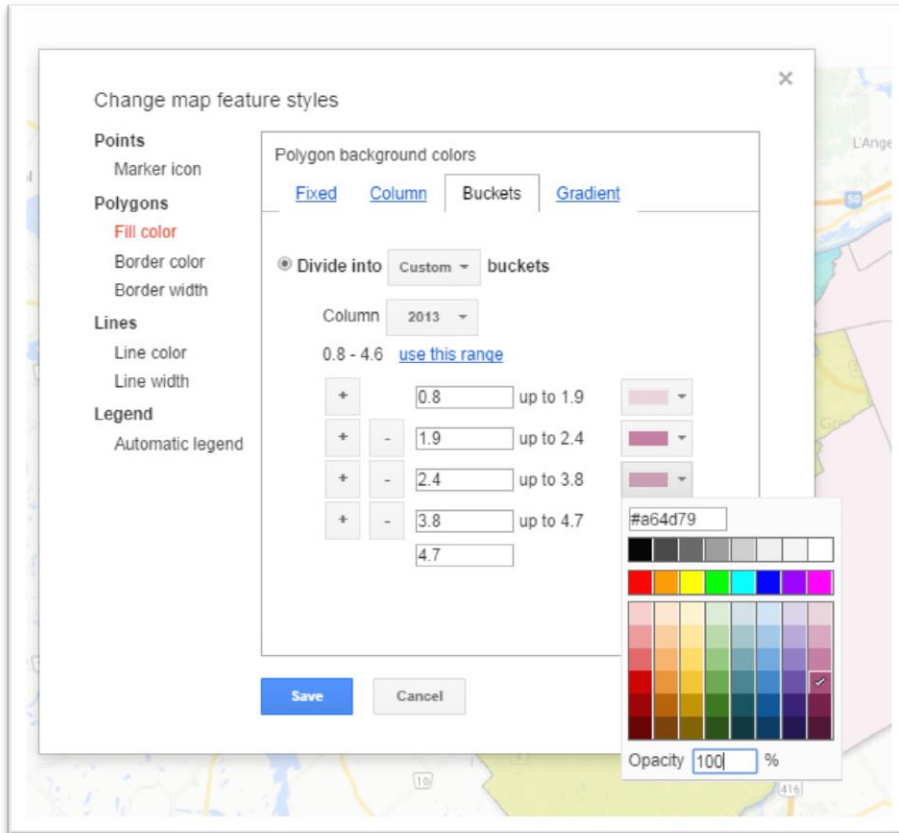 ×
Change map feature styles
Points
Marker icon
Polygons
Fill color
Border color
Border width
Lines
Line color
Line width
Legend
Automatic legend
Polygon background colors
Fixed Column Buckets Gradient
Divide into Custom buckets
Column 2013
0.8 - 4.6 use this range
+ 0.8 up to 1.9
+ - 1.9 up to 2.4
+ - 2.4 up to 3.8
+ - 3.8 up to 4.7
4.7
#a64d79
Opacity 100 %
Save Cancel
L'Ange
50
10
416